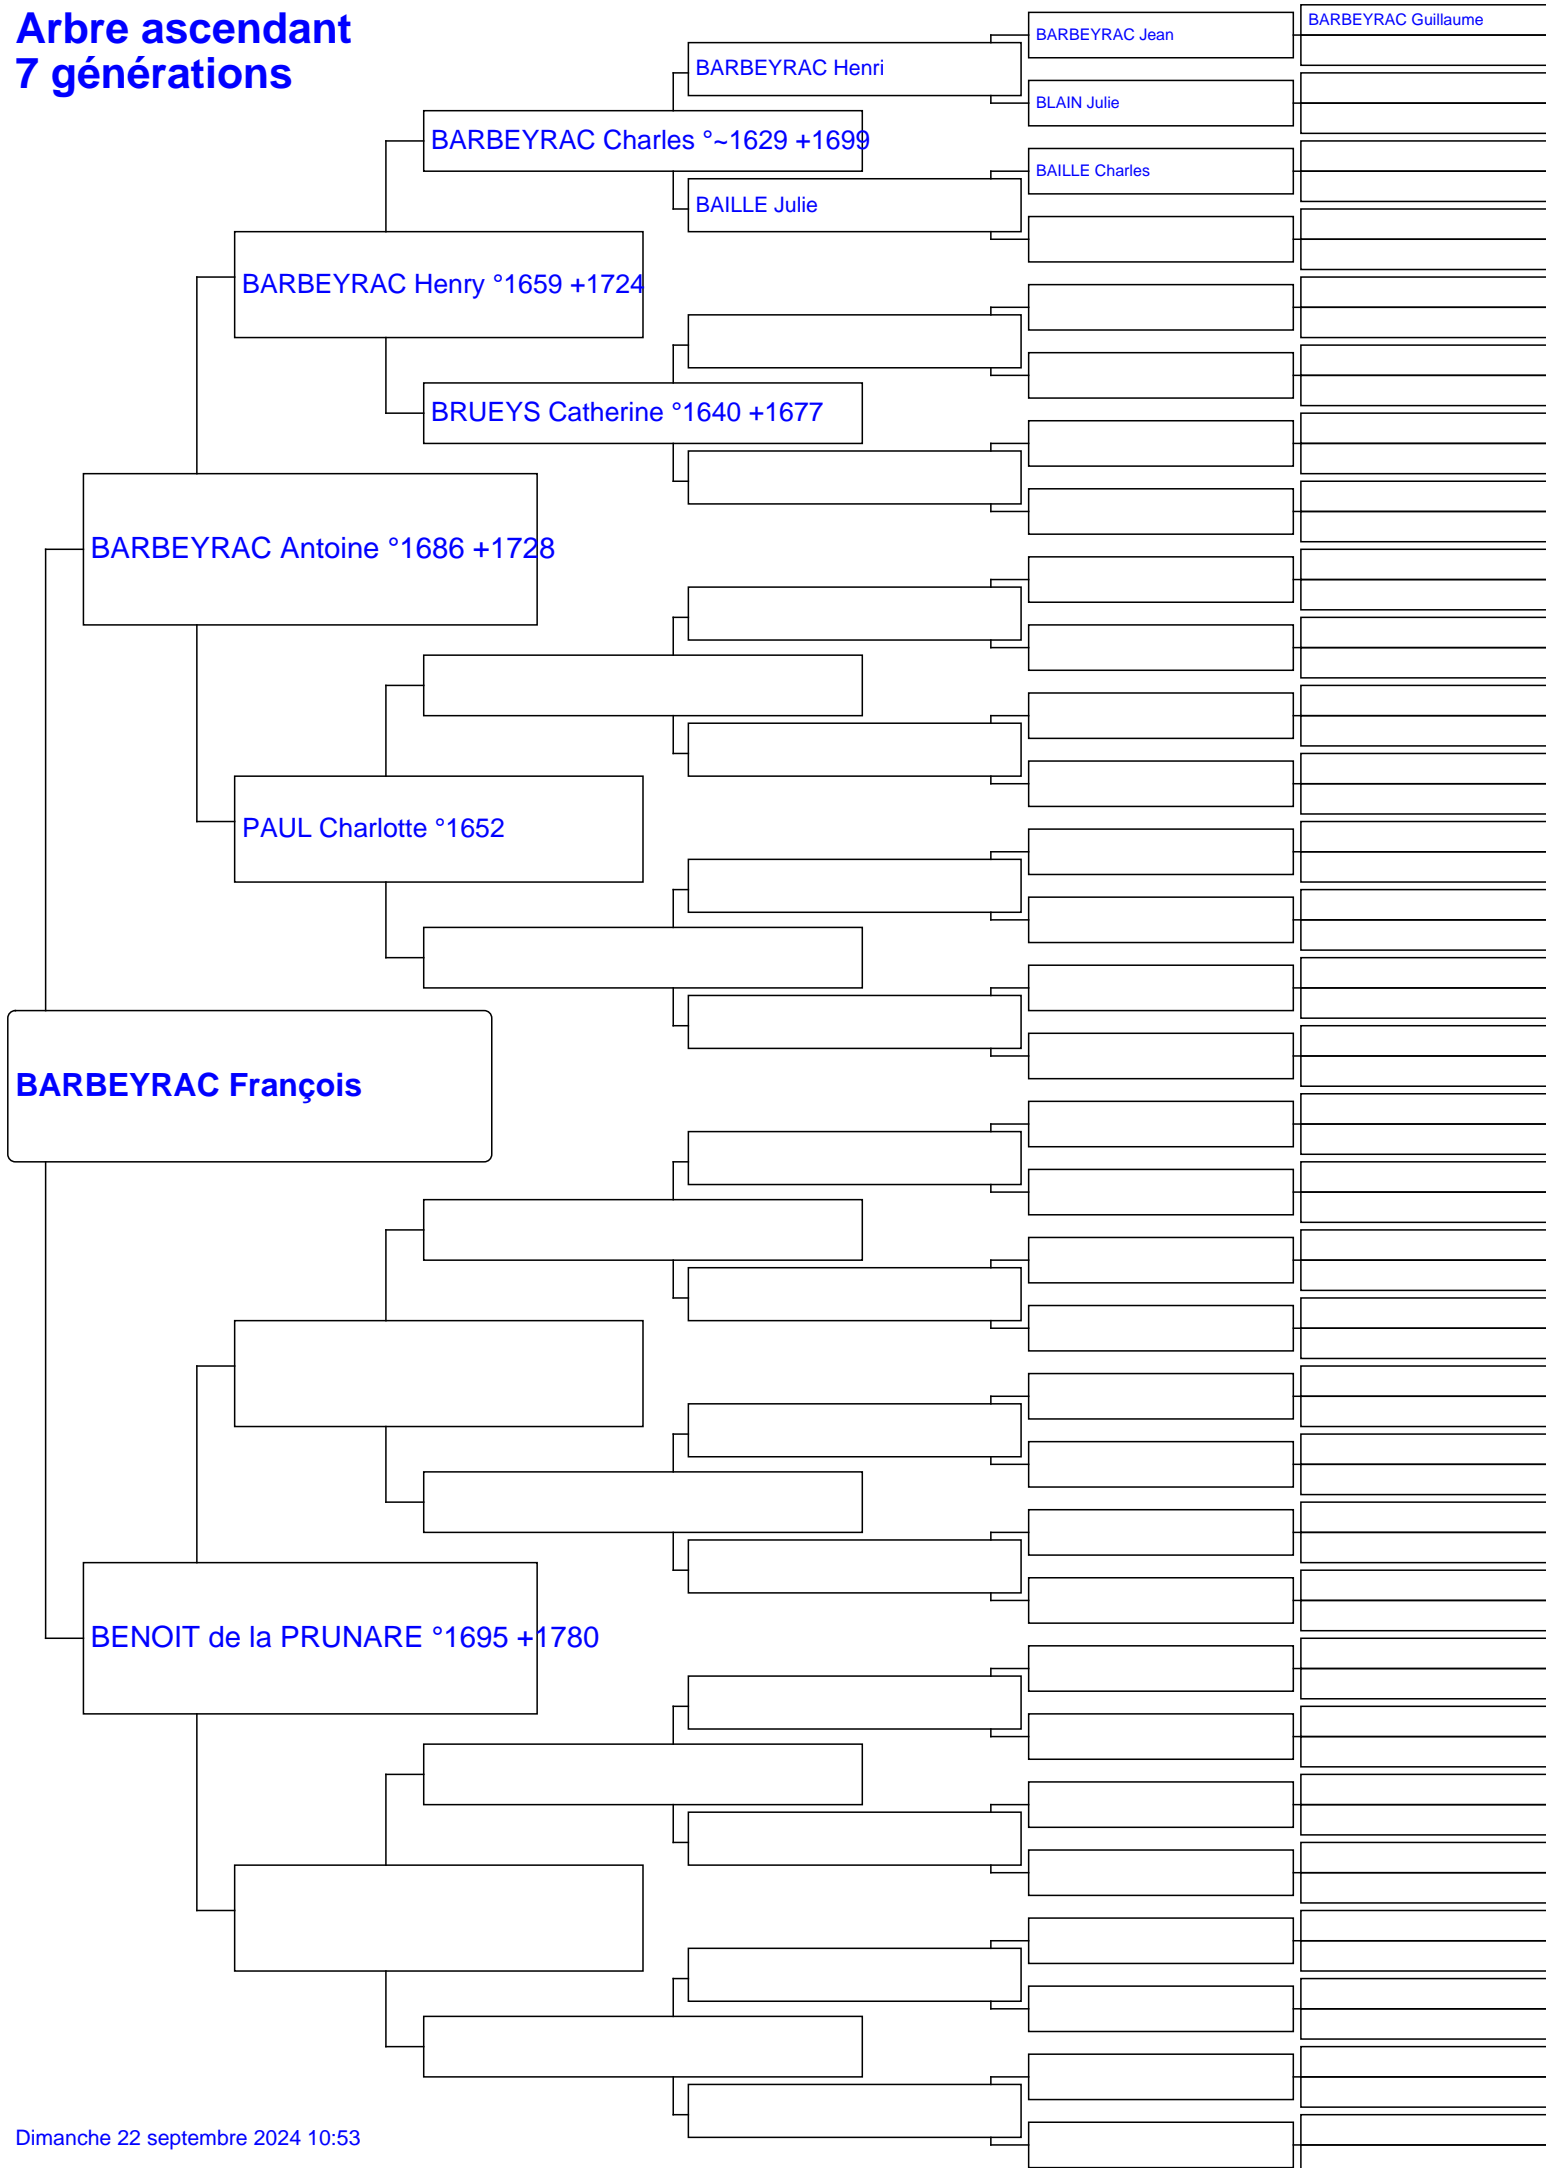 Arbre ascendant
7 générations
BARBEYRAC Guillaume
BARBEYRAC Jean
BARBEYRAC Henri
BLAIN Julie
BARBEYRAC Charles °~1629 +1699
BAILLE Charles
BAILLE Julie
BARBEYRAC Henry °1659 +1724
BRUEYS Catherine °1640 +1677
BARBEYRAC Antoine °1686 +1728
PAUL Charlotte °1652
BARBEYRAC François
BENOIT de la PRUNARE °1695 +1780
Dimanche 22 septembre 2024 10:53